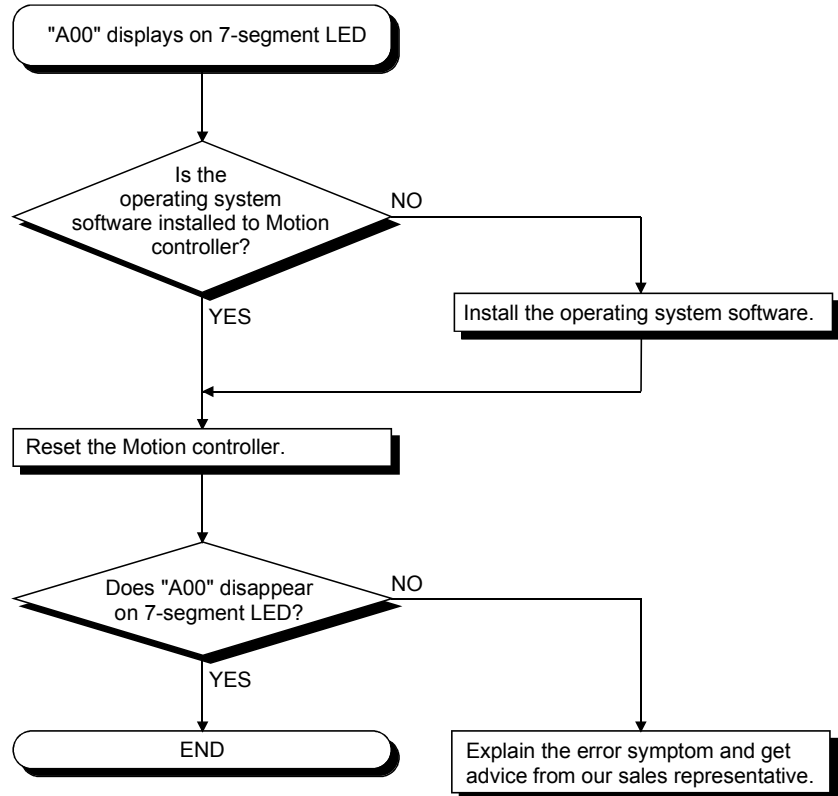 "A00" displays on 7-segment LED
Is the
operating system
software installed to Motion
controller?
NO
YES
Install the operating system software.
Reset the Motion controller.
Does "A00" disappear
on 7-segment LED?
NO
YES
END
Explain the error symptom and get
advice from our sales representative.